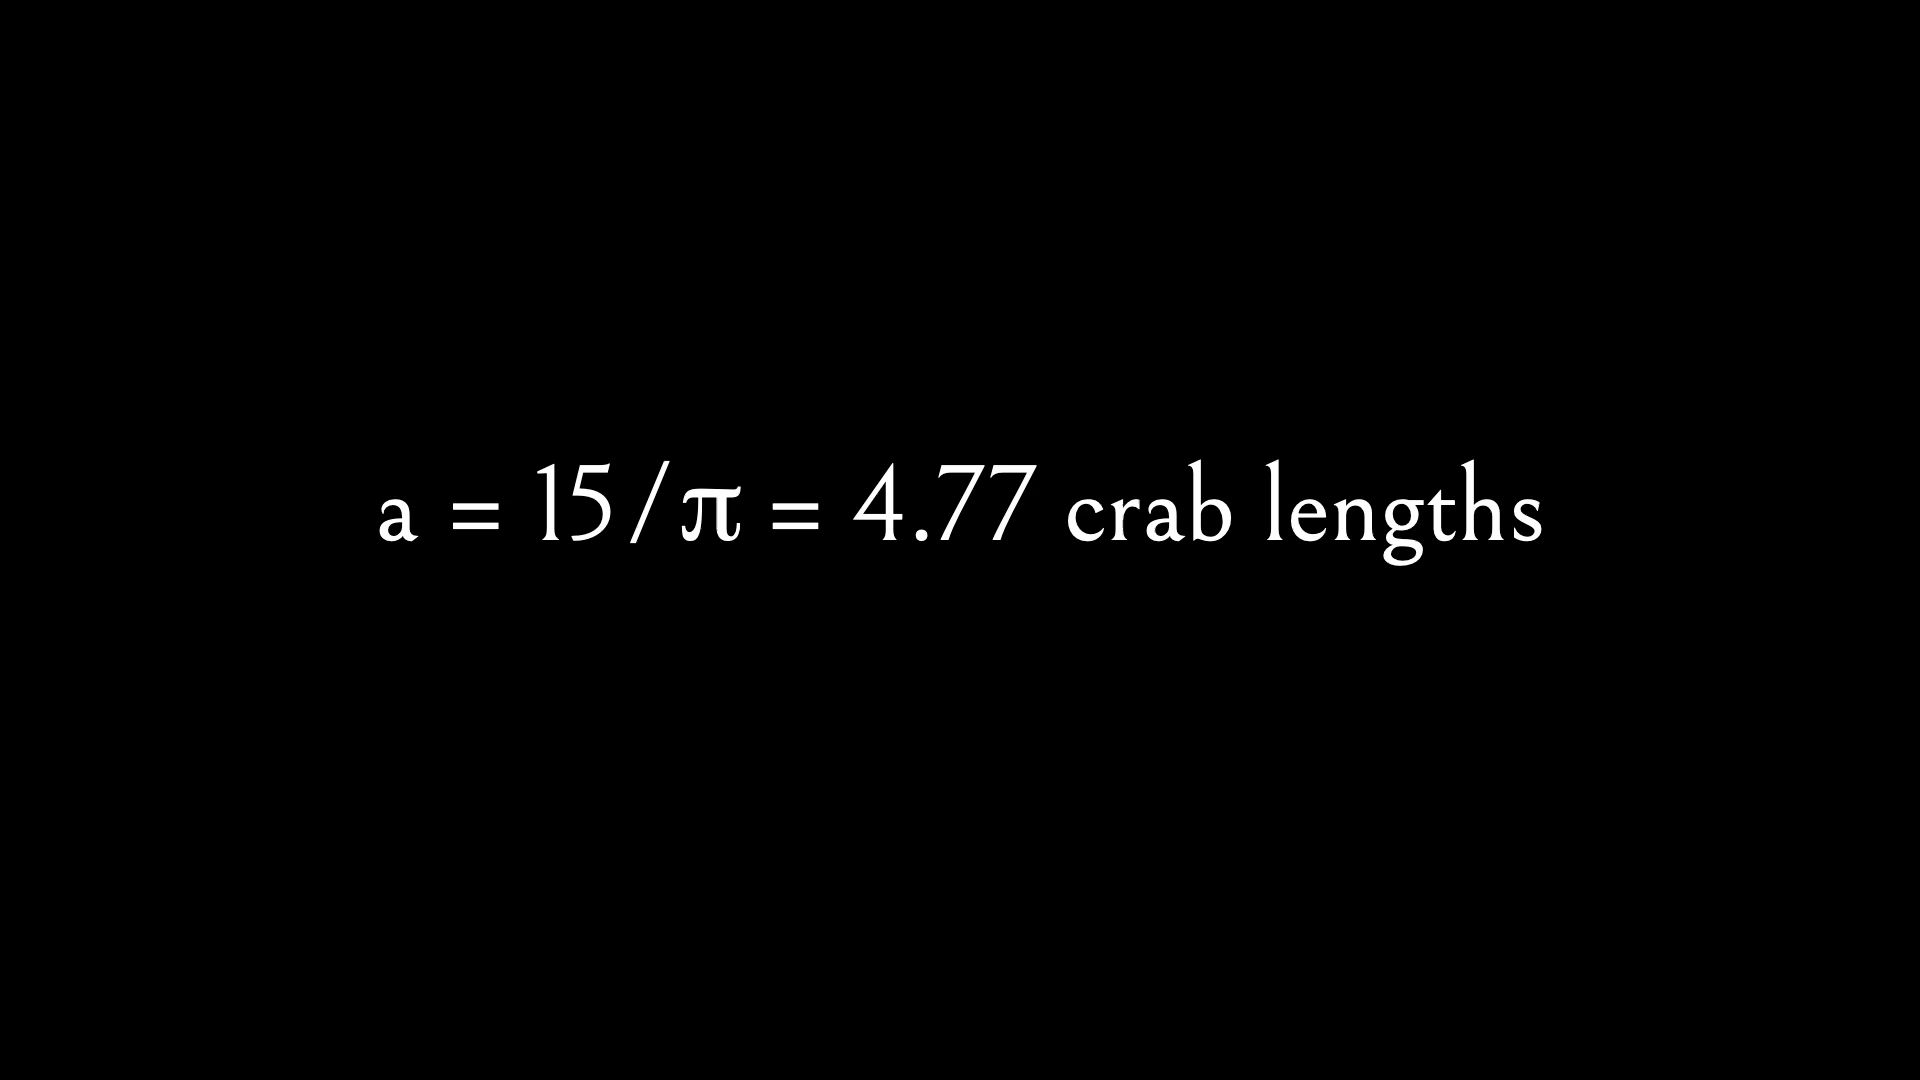 a = 15/π = 4.77 crab lengths